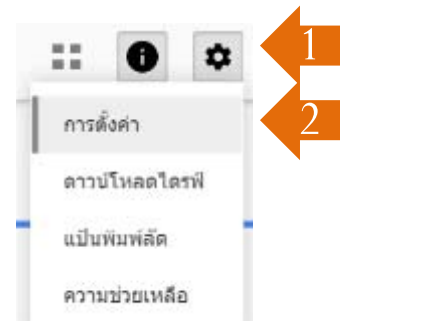 1
การตั้งค่า
2
ดาวน์โหลดไดรฟ์
แป้นพิมพ์ลัด
ความช่วยเหลือ